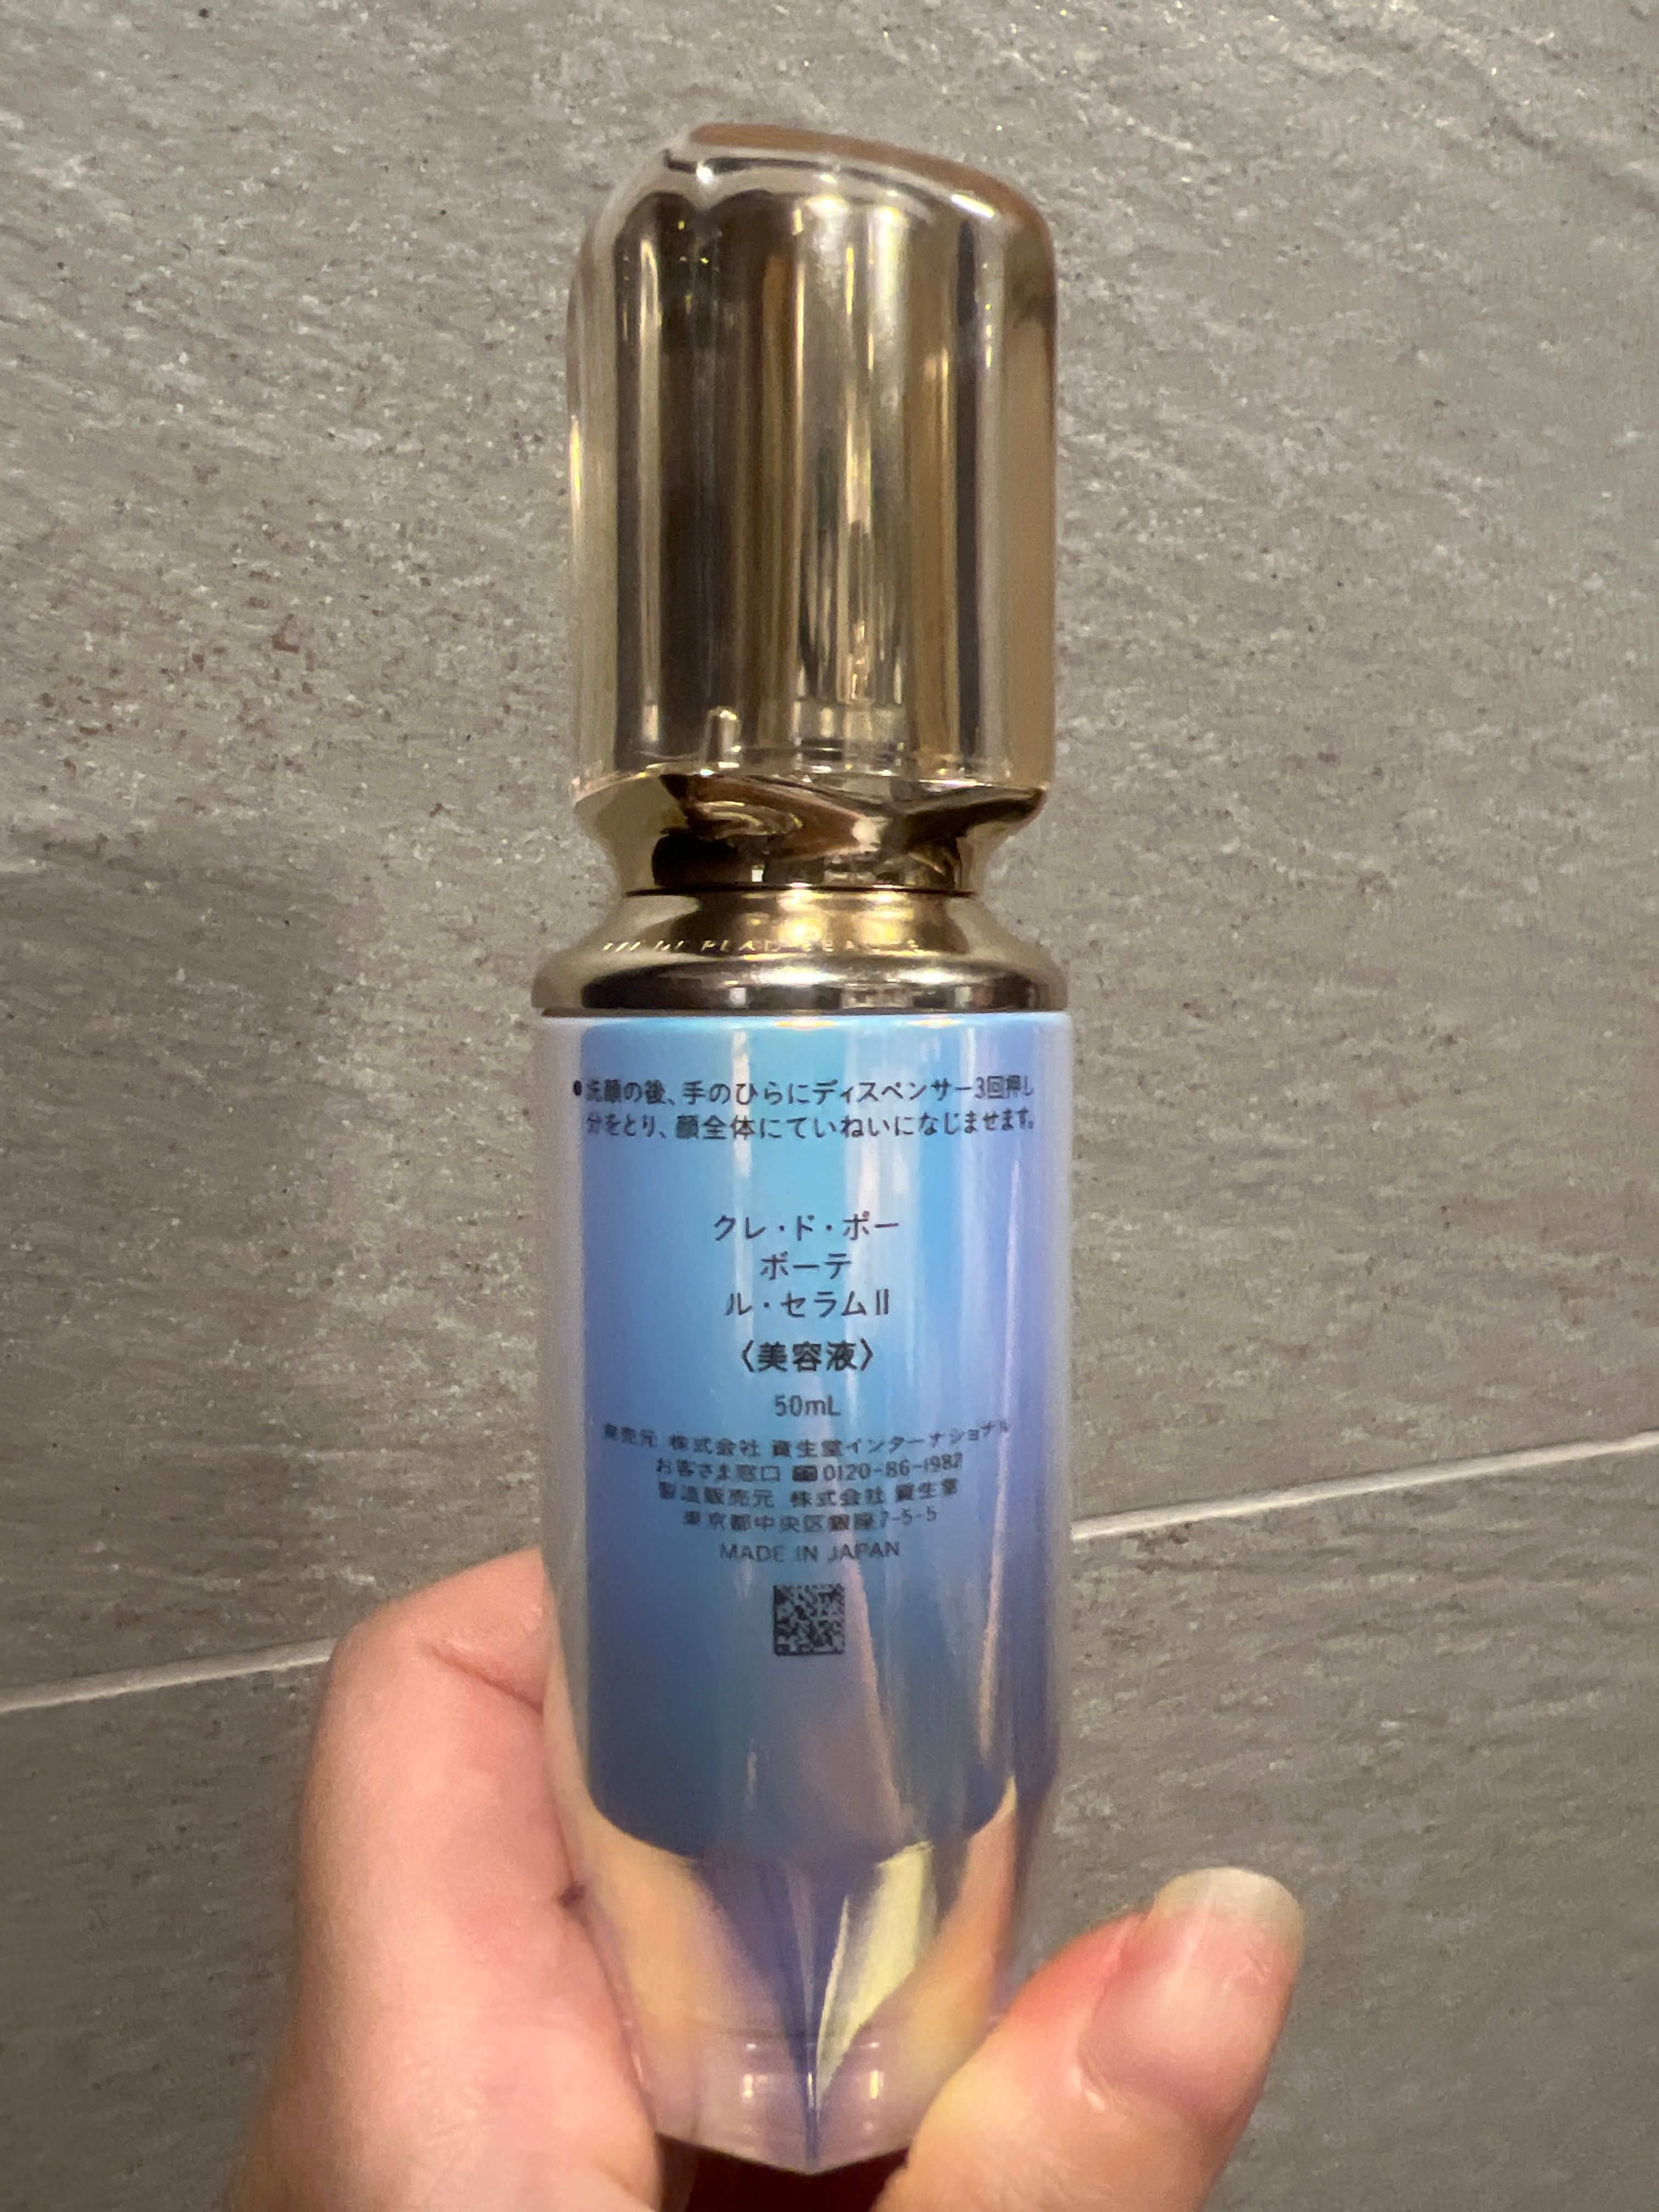 CLÉ DE PEAU BEAUTÉ
●洗顔の後、手のひらにディスペンサー3回押し
分をとり、顔全体にていねいになじませます。
クレ・ド・ポー
ボーテ
ル・セラムII
〈美容液〉
50mL
発売元 株式会社 資生堂インターナショナル
お客さま窓口 0120-86-1982
製造販売元 株式会社 資生堂
東京都中央区銀座7-5-5
MADE IN JAPAN